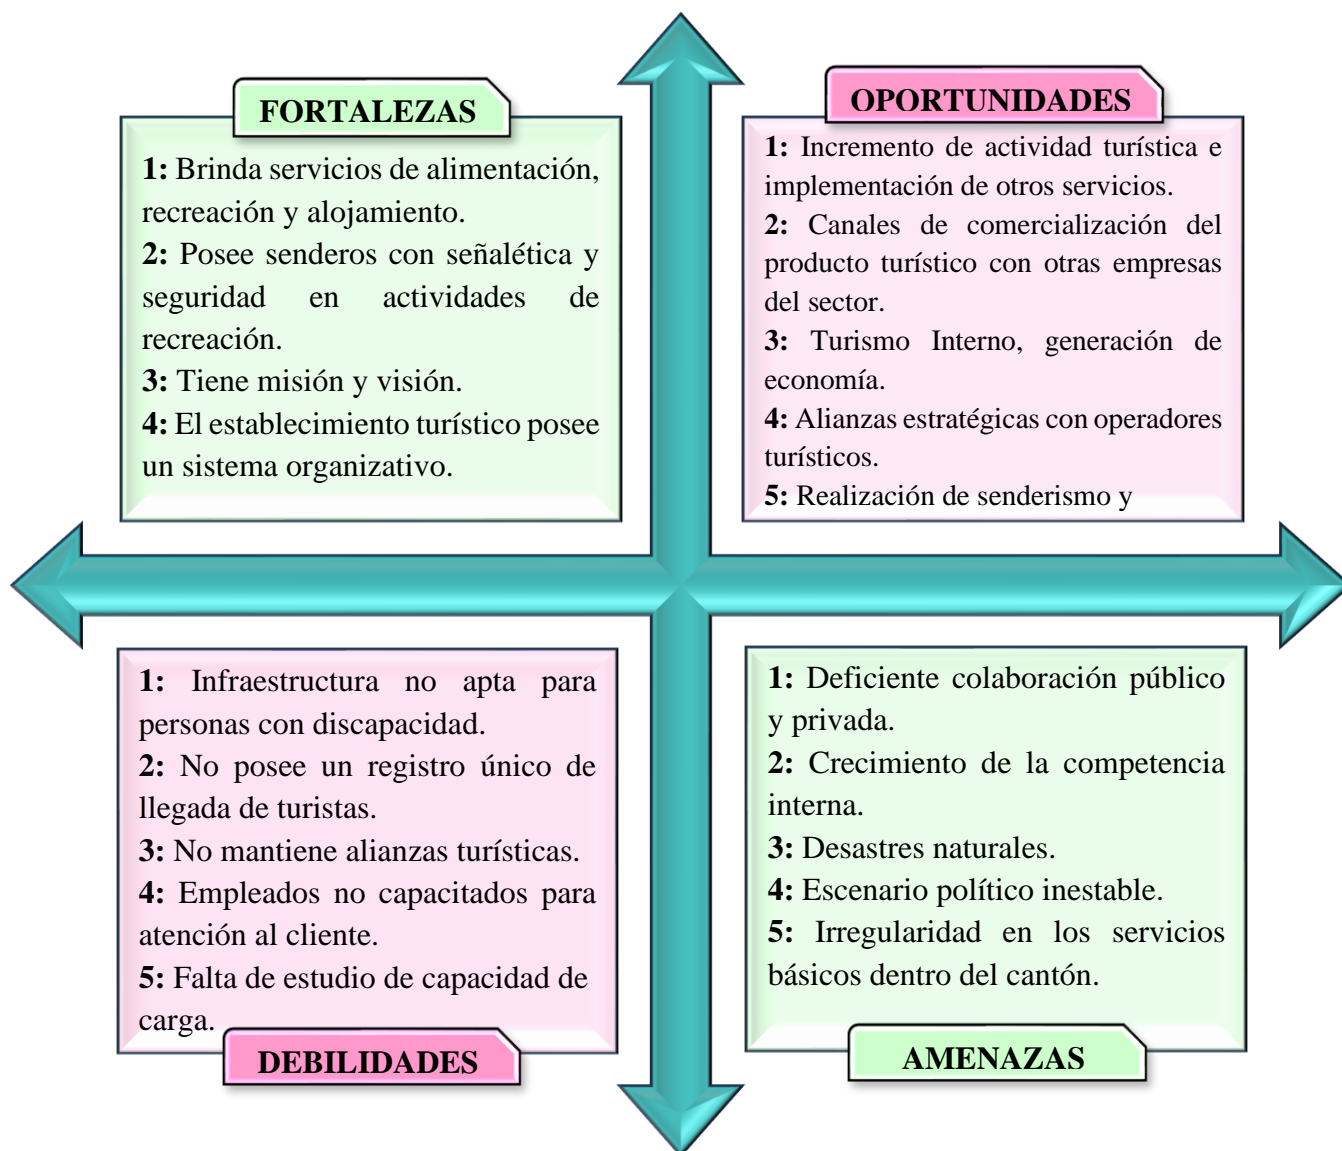 FORTALEZAS
1: Brinda servicios de alimentación,
recreación y alojamiento.
2: Posee senderos con señalética y
seguridad en actividades de
recreación.
3: Tiene misión y visión.
4: El establecimiento turístico posee
un sistema organizativo.
OPORTUNIDADES
1: Incremento de actividad turística e
implementación de otros servicios.
2: Canales de comercialización del
producto turístico con otras empresas
del sector.
3: Turismo Interno, generación de
economía.
4: Alianzas estratégicas con operadores
turísticos.
5: Realización de senderismo y
1: Infraestructura no apta para
personas con discapacidad.
2: No posee un registro único de
llegada de turistas.
3: No mantiene alianzas turísticas.
4: Empleados no capacitados para
atención al cliente.
5: Falta de estudio de capacidad de
carga.
DEBILIDADES
1: Deficiente colaboración público
y privada.
2: Crecimiento de la competencia
interna.
3: Desastres naturales.
4: Escenario político inestable.
5: Irregularidad en los servicios
básicos dentro del cantón.
AMENAZAS